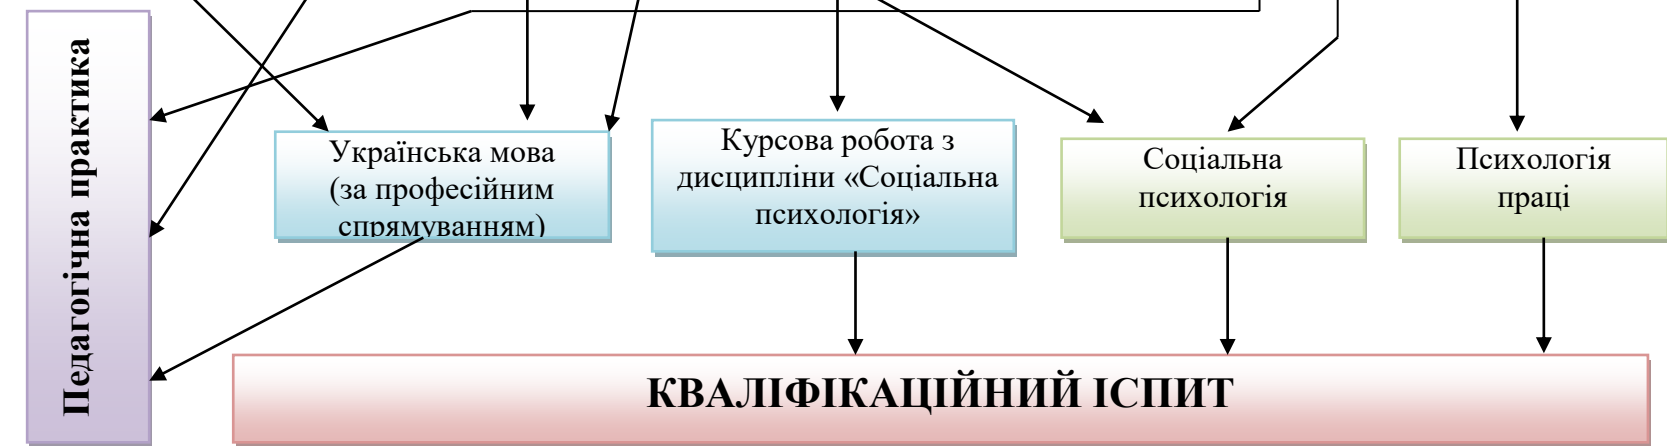 Педагогічна практика
Українська мова
(за професійним
спрямуванням)
Курсова робота з
дисципліни «Соціальна
психологія»
Соціальна
психологія
Психологія
праці
КВАЛІФІКАЦІЙНИЙ ІСПИТ